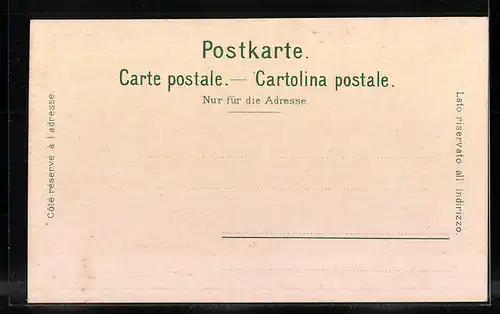 Postkarte.
Carte postale.— Cartolina postale.
Nur für die Adresse
Côté réservé à l'adresse.
Lato riservato all indirizzo.